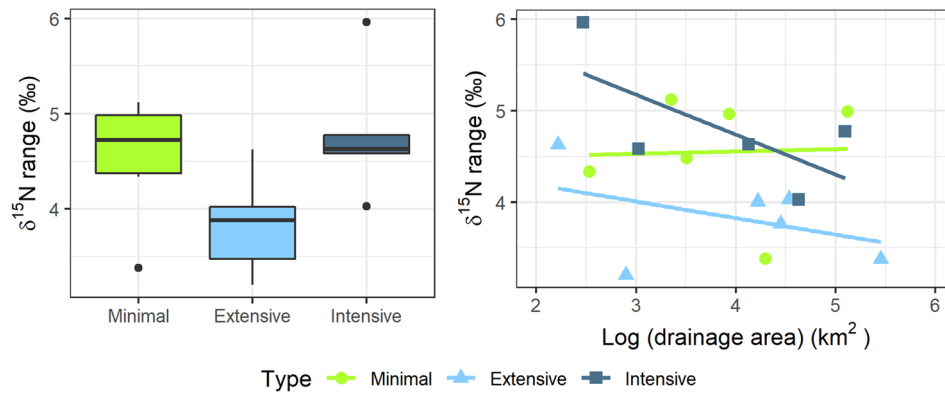 6
5
4
δ¹⁵N range (‰)
Minimal
Extensive
Intensive
6
5
4
δ¹⁵N range (‰)
2
3
4
5
6
Log (drainage area) (km² )
Type Minimal Extensive Intensive